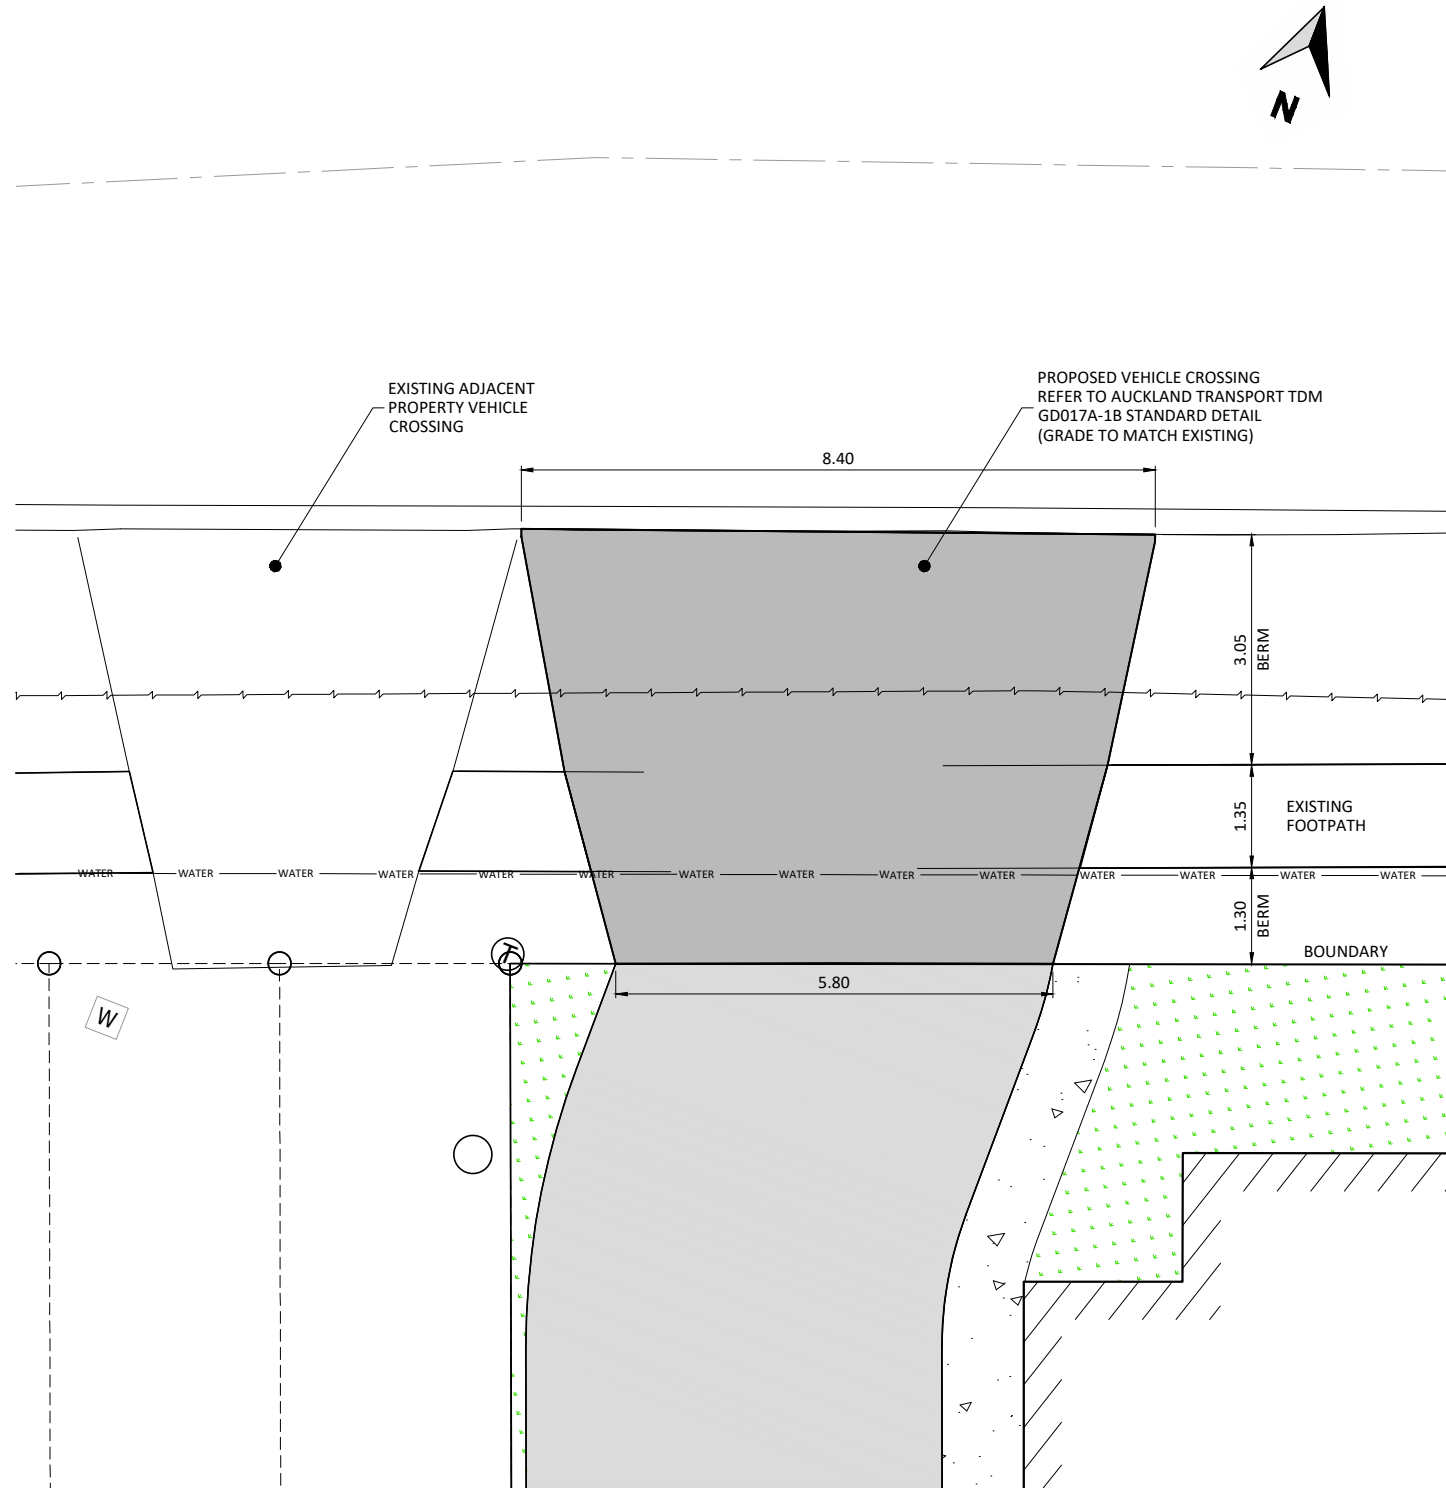 N
EXISTING ADJACENT
PROPERTY VEHICLE
CROSSING
PROPOSED VEHICLE CROSSING
REFER TO AUCKLAND TRANSPORT TDM
GD017A-1B STANDARD DETAIL
(GRADE TO MATCH EXISTING)
8.40
3.05
BERM
1.35
EXISTING
FOOTPATH
WATER WATER WATER WATER WATER WATER WATER WATER WATER WATER WATER WATER WATER WATER
1.30
BERM
BOUNDARY
T
5.80
W